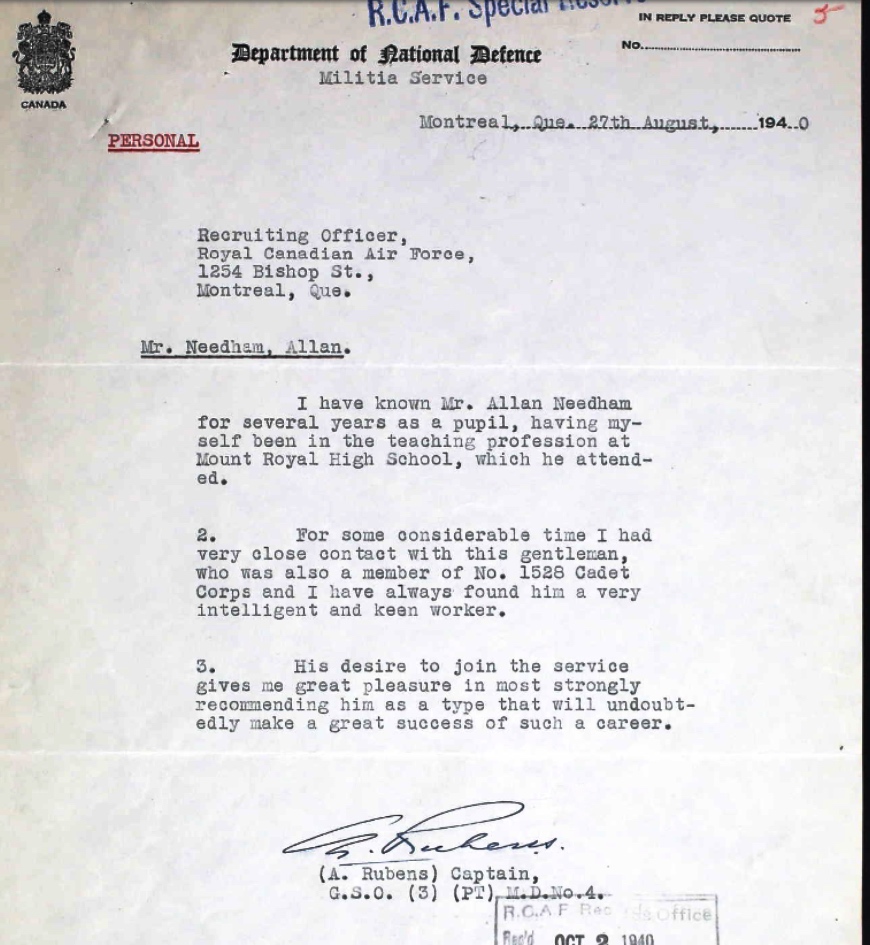 R.C.A.F. Special
IN REPLY PLEASE QUOTE
5
No.
Department of National Defence
Militia Service
CANADA
Montreal, Que. 27th August, 1940
PERSONAL
Recruiting Officer,
Royal Canadian Air Force,
1254 Bishop St.,
Montreal, Que.
Mr. Needham, Allan.
I have known Mr. Allan Needham
for several years as a pupil, having my-
self been in the teaching profession at
Mount Royal High School, which he attend-
ed.
2. For some considerable time I had
very close contact with this gentleman,
who was also a member of No. 1528 Cadet
Corps and I have always found him a very
intelligent and keen worker.
3. His desire to join the service
gives me great pleasure in most strongly
recommending him as a type that will undoubt-
edly make a great success of such a career.
A. Rubens.
(A. Rubens) Captain,
G.S.O. (3) (PT) M.D.No.4.
R.C.A.F Office
Rec'd OCT 2 1940